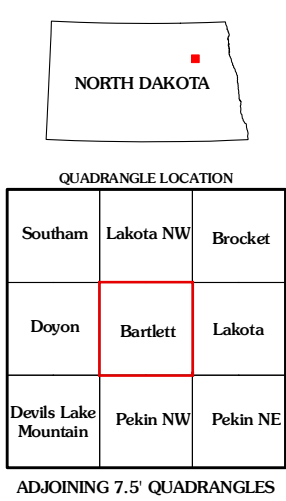 NORTH DAKOTA
QUADRANGLE LOCATION
Southam Lakota NW Brocket
Doyon Bartlett Lakota
Devils Lake
Mountain Pekin NW Pekin NE
ADJOINING 7.5' QUADRANGLES